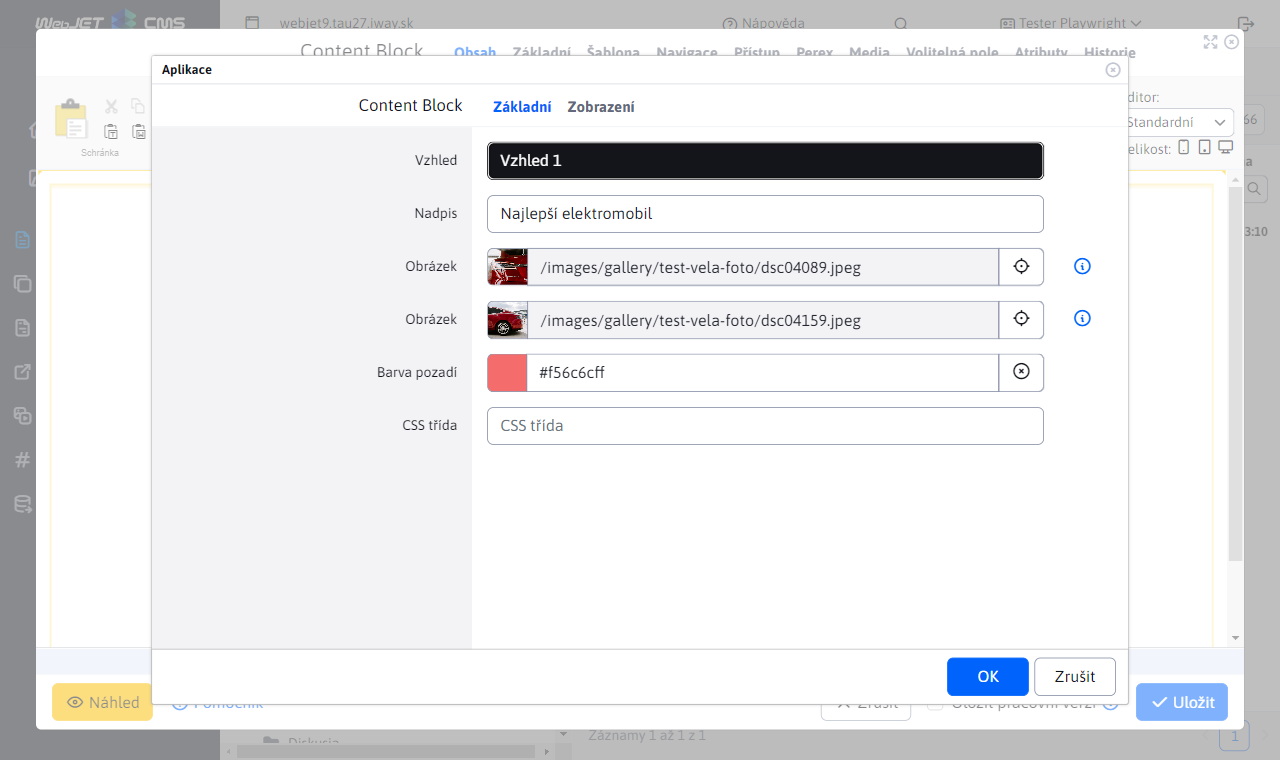 WebJET CMS
webjet9.tau27.iway.sk
Nápověda
Tester Playwright
Content Block
Obsah Základní Šablona Navigace Přístup Perex Media Volitelná pole Atributy Historie
Aplikace
Content Block
Základní Zobrazení
Schránka
ditor:
Standardní
66
elikost:
Vzhled
Vzhled 1
Nadpis
Najlepší elektromobil
Obrázek
/images/gallery/test-vela-foto/dsc04089.jpeg
3:10
Obrázek
/images/gallery/test-vela-foto/dsc04159.jpeg
Barva pozadí
#f56c6cff
CSS třída
CSS třída
OK
Zrušit
Náhled
Pomocník
Zrušit
Uložit pracovní verzi
Uložit
Diskusia
Záznamy 1 až 1 z 1
1